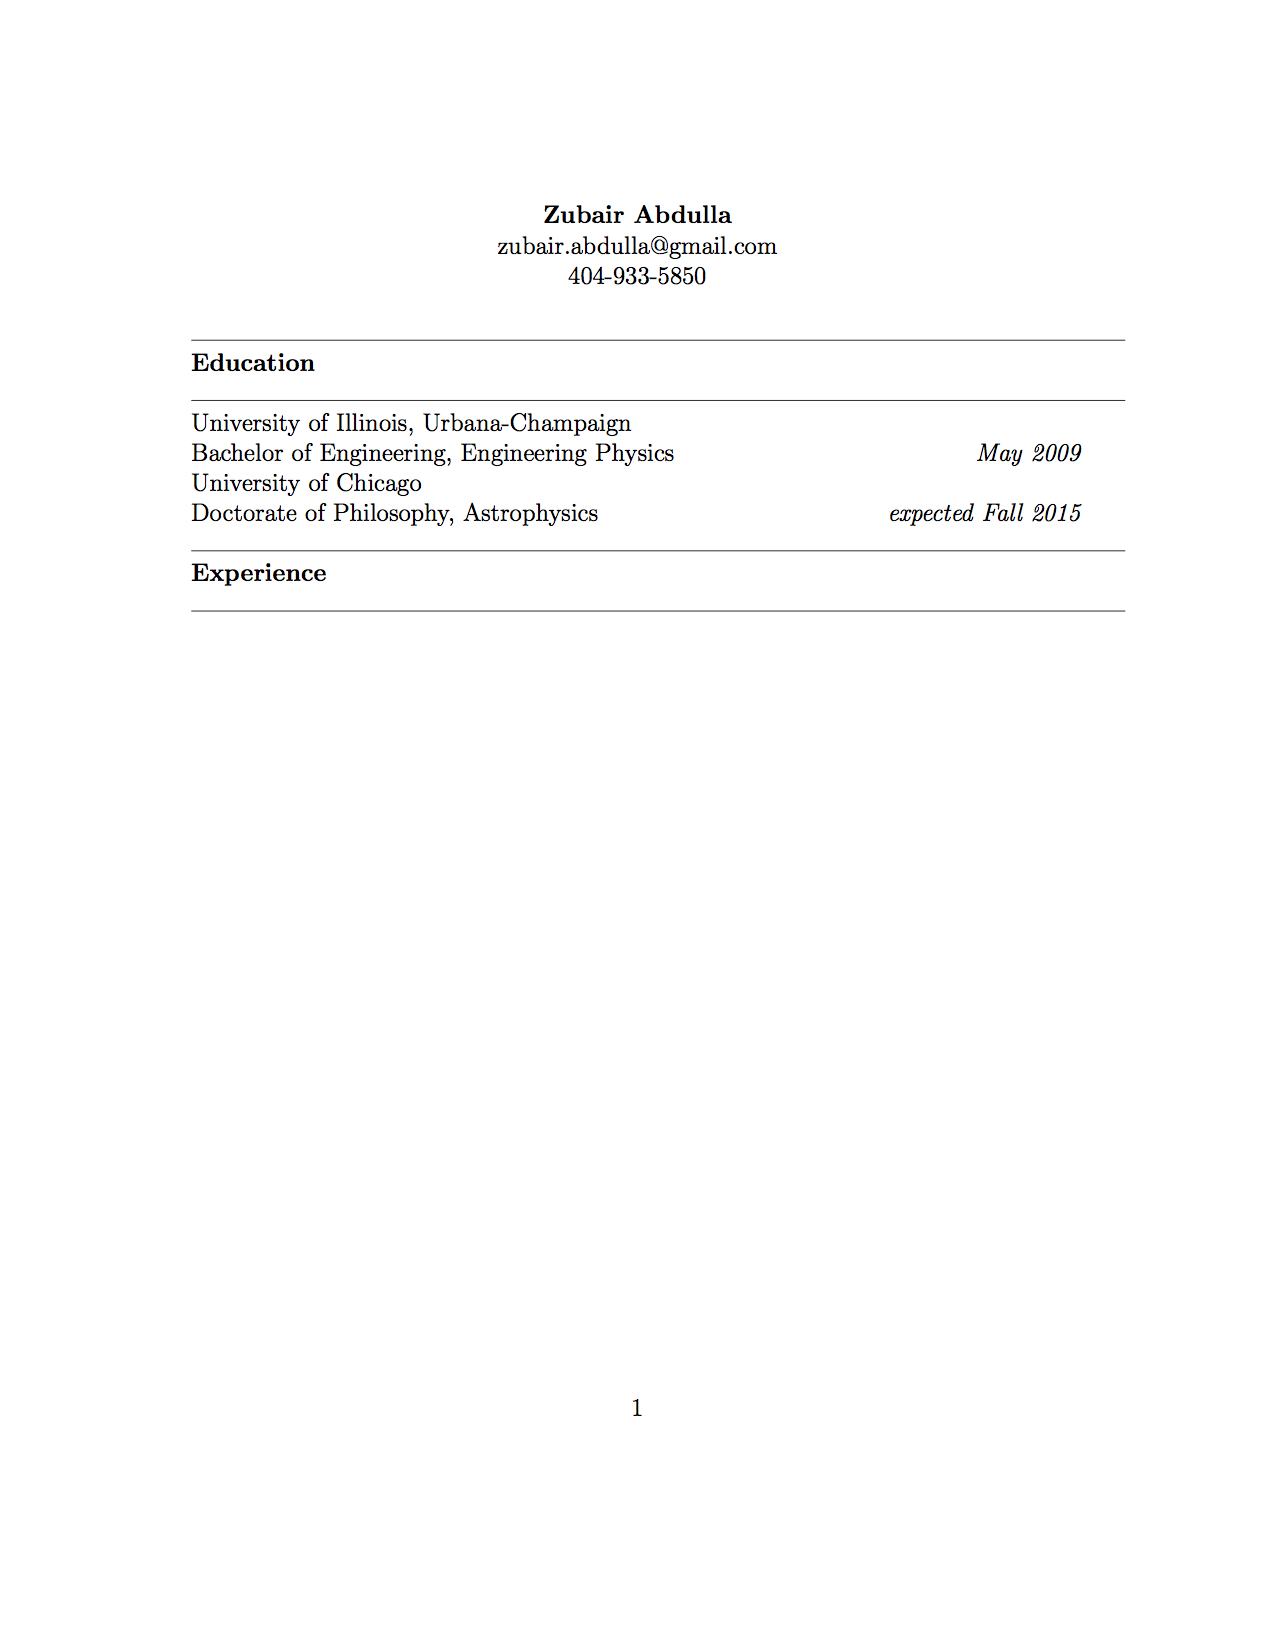 Zubair Abdulla
zubair.abdulla@gmail.com
404-933-5850
Education
University of Illinois, Urbana-Champaign
Bachelor of Engineering, Engineering Physics May 2009
University of Chicago
Doctorate of Philosophy, Astrophysics expected Fall 2015
Experience
1